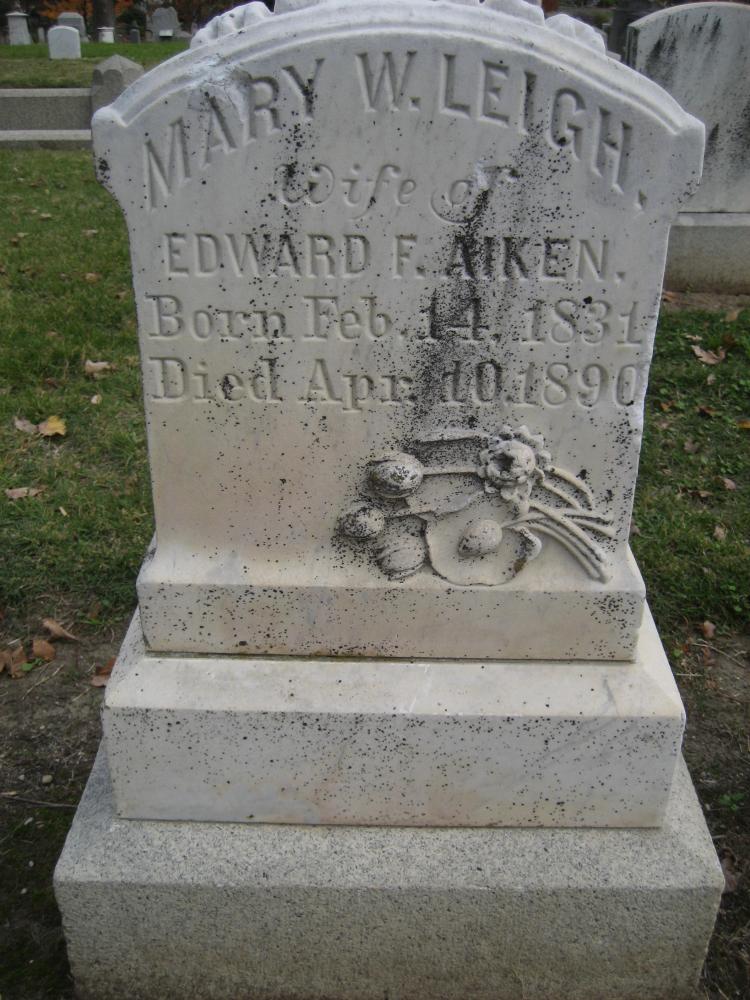 MARY W. LEIGH.
Wife of
EDWARD F. AIKEN.
Born Feb. 14, 1831
Died Apr. 10, 1890